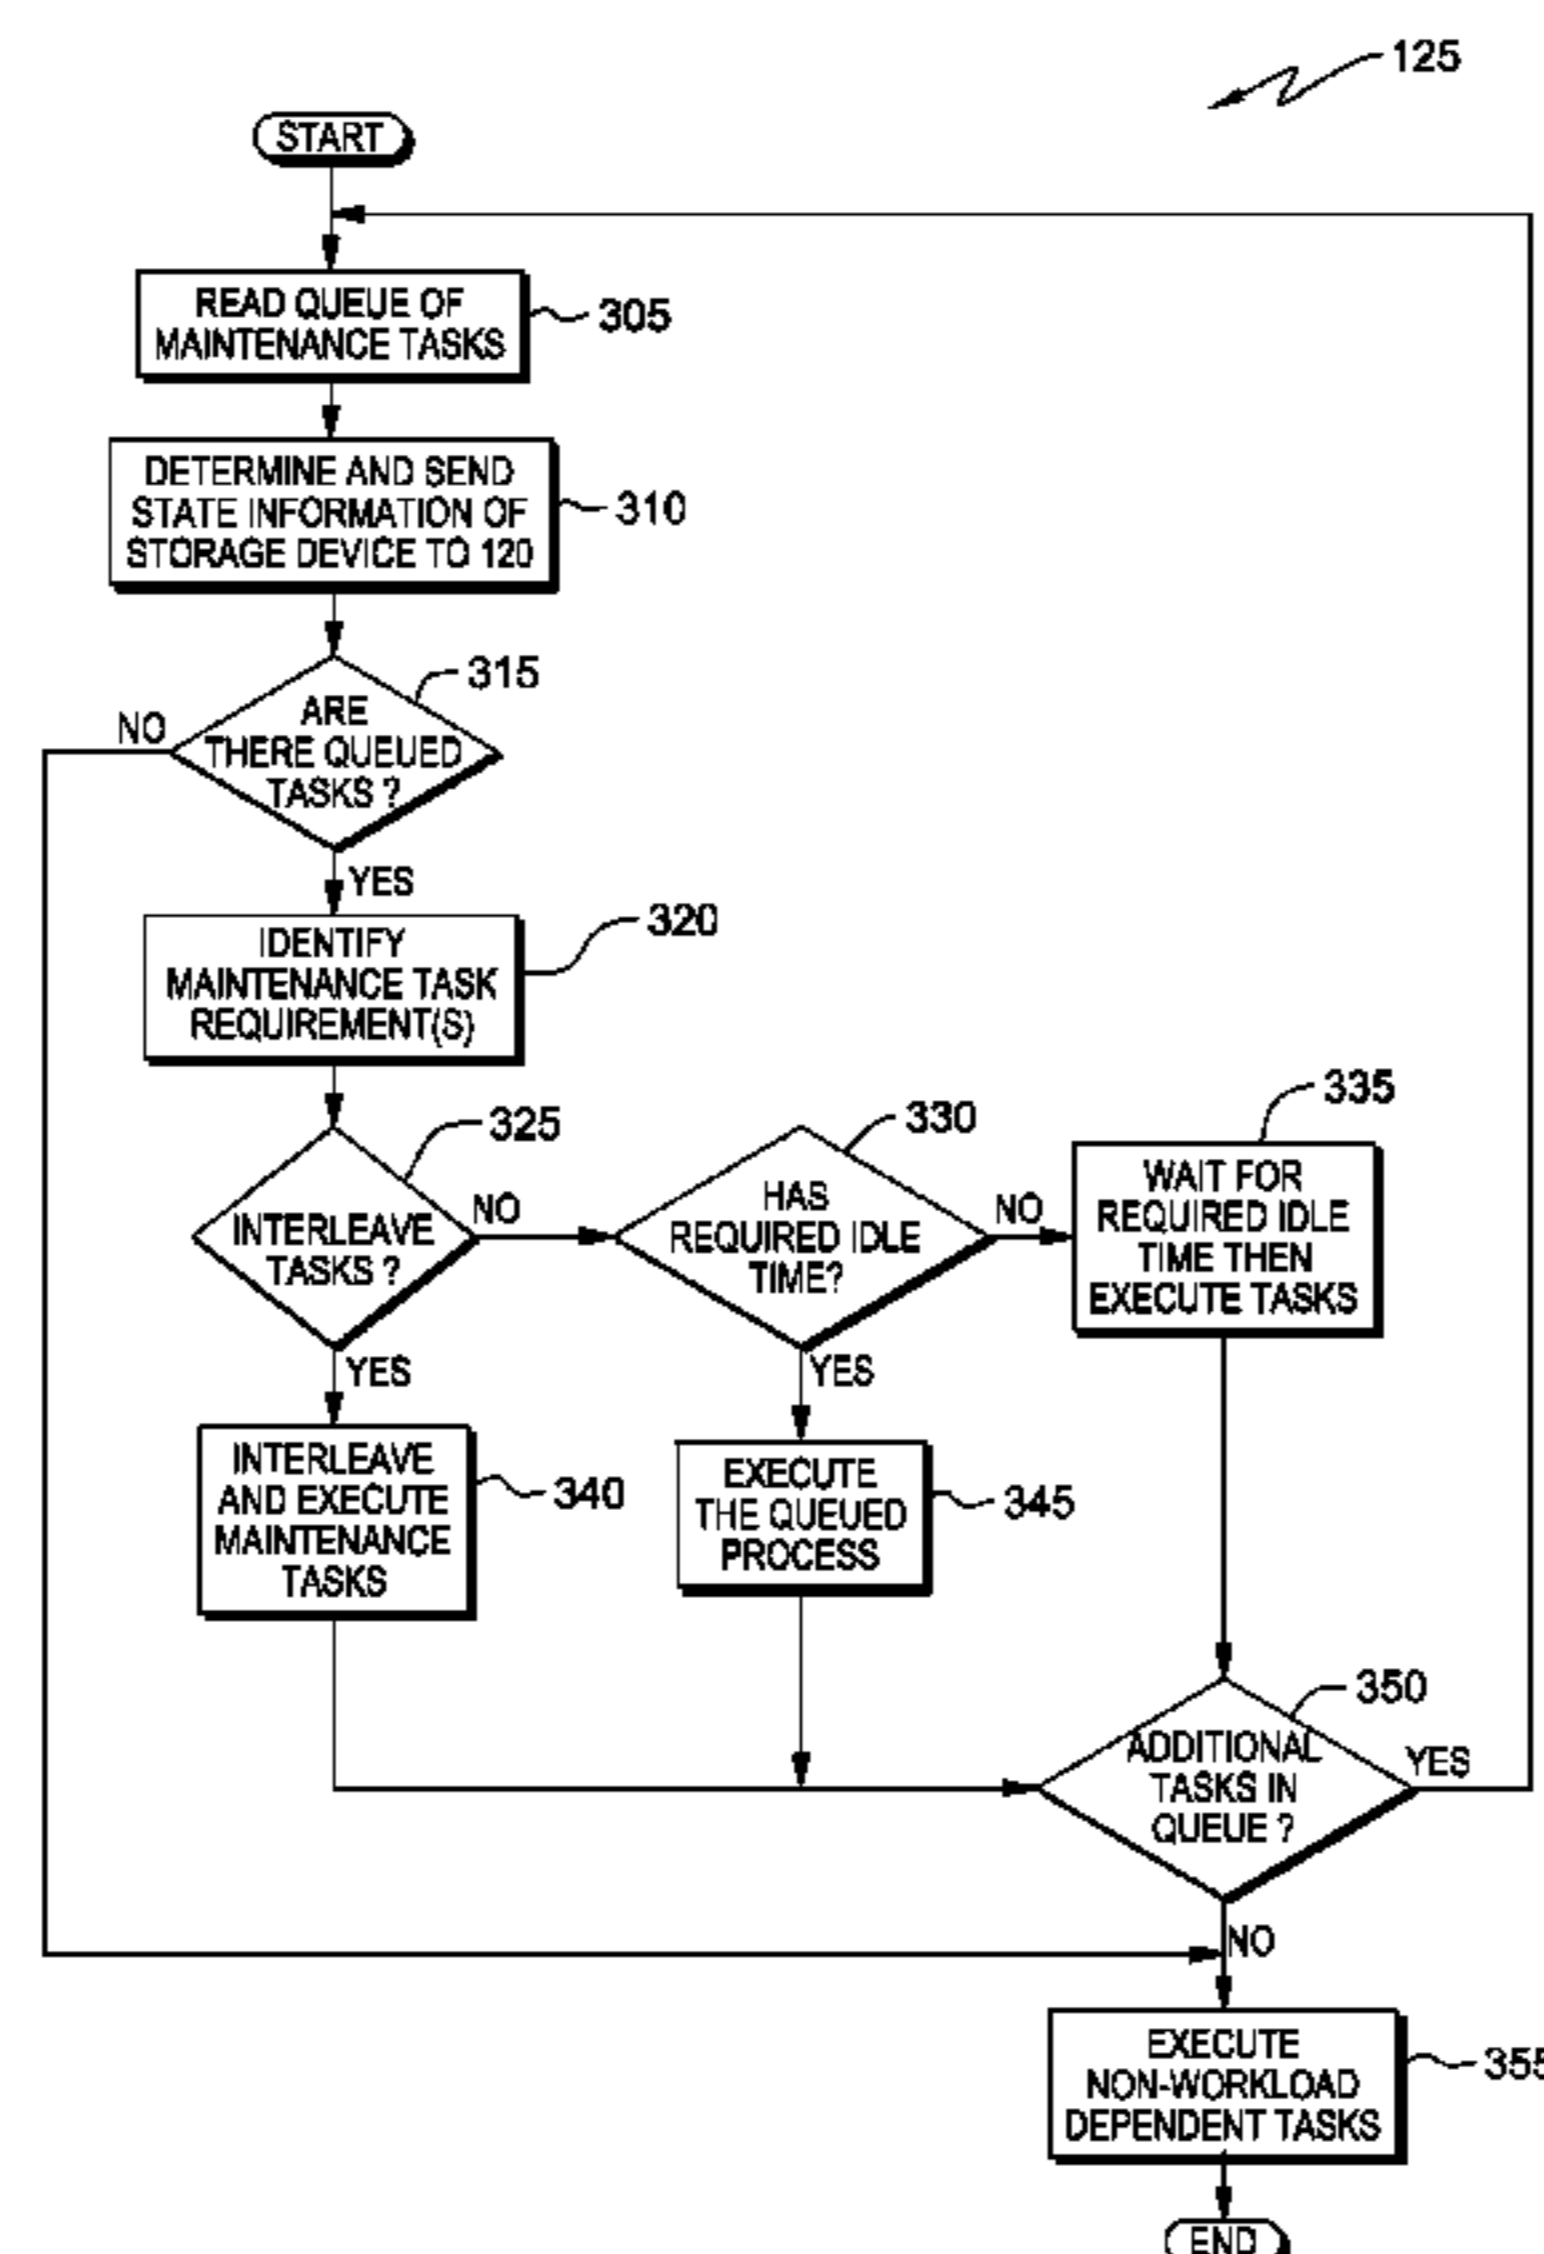 125
START
READ QUEUE OF
MAINTENANCE TASKS
305
DETERMINE AND SEND
STATE INFORMATION OF
STORAGE DEVICE TO 120
310
315
ARE
THERE QUEUED
TASKS ?
NO
YES
IDENTIFY
MAINTENANCE TASK
REQUIREMENT(S)
320
325
INTERLEAVE
TASKS ?
NO
YES
330
HAS
REQUIRED IDLE
TIME?
NO
YES
335
WAIT FOR
REQUIRED IDLE
TIME THEN
EXECUTE TASKS
INTERLEAVE
AND EXECUTE
MAINTENANCE
TASKS
340
EXECUTE
THE QUEUED
PROCESS
345
350
ADDITIONAL
TASKS IN
QUEUE ?
YES
NO
EXECUTE
NON-WORKLOAD
DEPENDENT TASKS
355
END